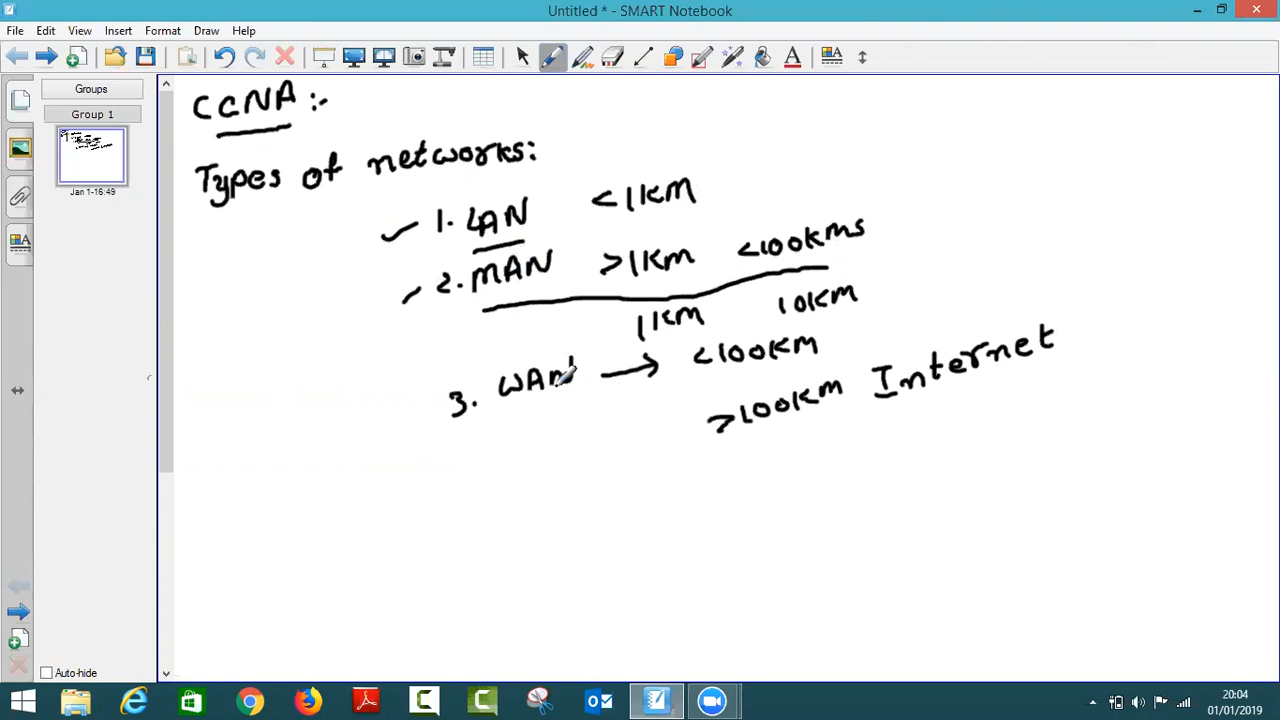 Untitled * - SMART Notebook
File Edit View Insert Format Draw Help
Groups
Group 1
Jan 1-16:49
CCNA :-
Types of networks:
1. LAN <1KM
2. MAN >1KM <100kms
1KM 10KM
3. WAN → <100KM
>100KM Internet
Auto-hide
20:04
01/01/2019